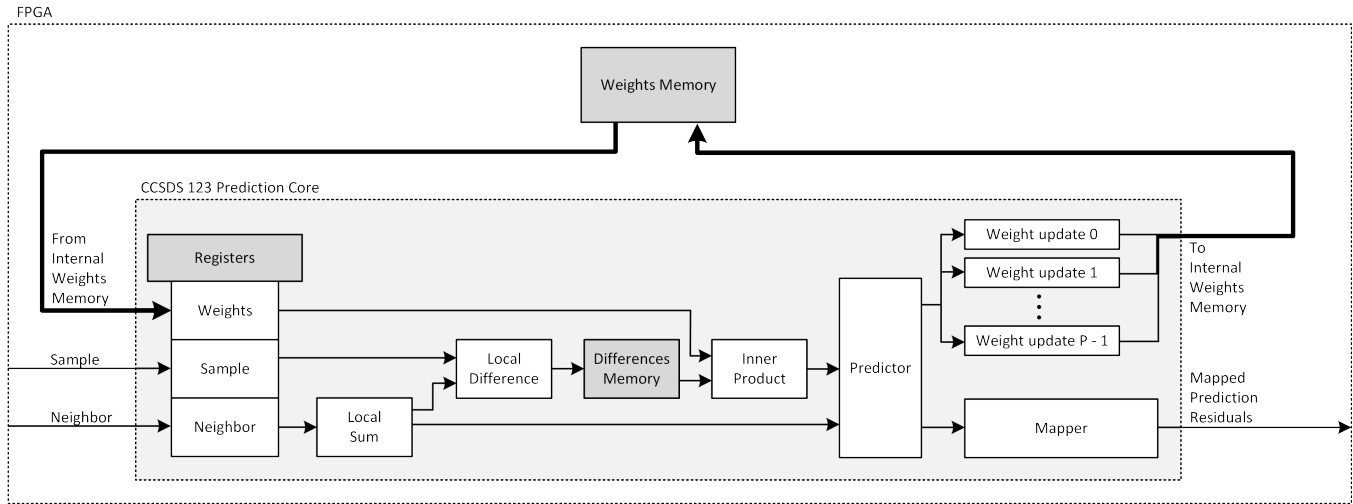 FPGA
Weights Memory
CCSDS 123 Prediction Core
From
Internal
Weights
Memory
Registers
Weights
Sample
Sample
Neighbor
Neighbor
Local
Sum
Local
Difference
Differences
Memory
Inner
Product
Predictor
Weight update 0
Weight update 1
Weight update P - 1
Mapper
To
Internal
Weights
Memory
Mapped
Prediction
Residuals